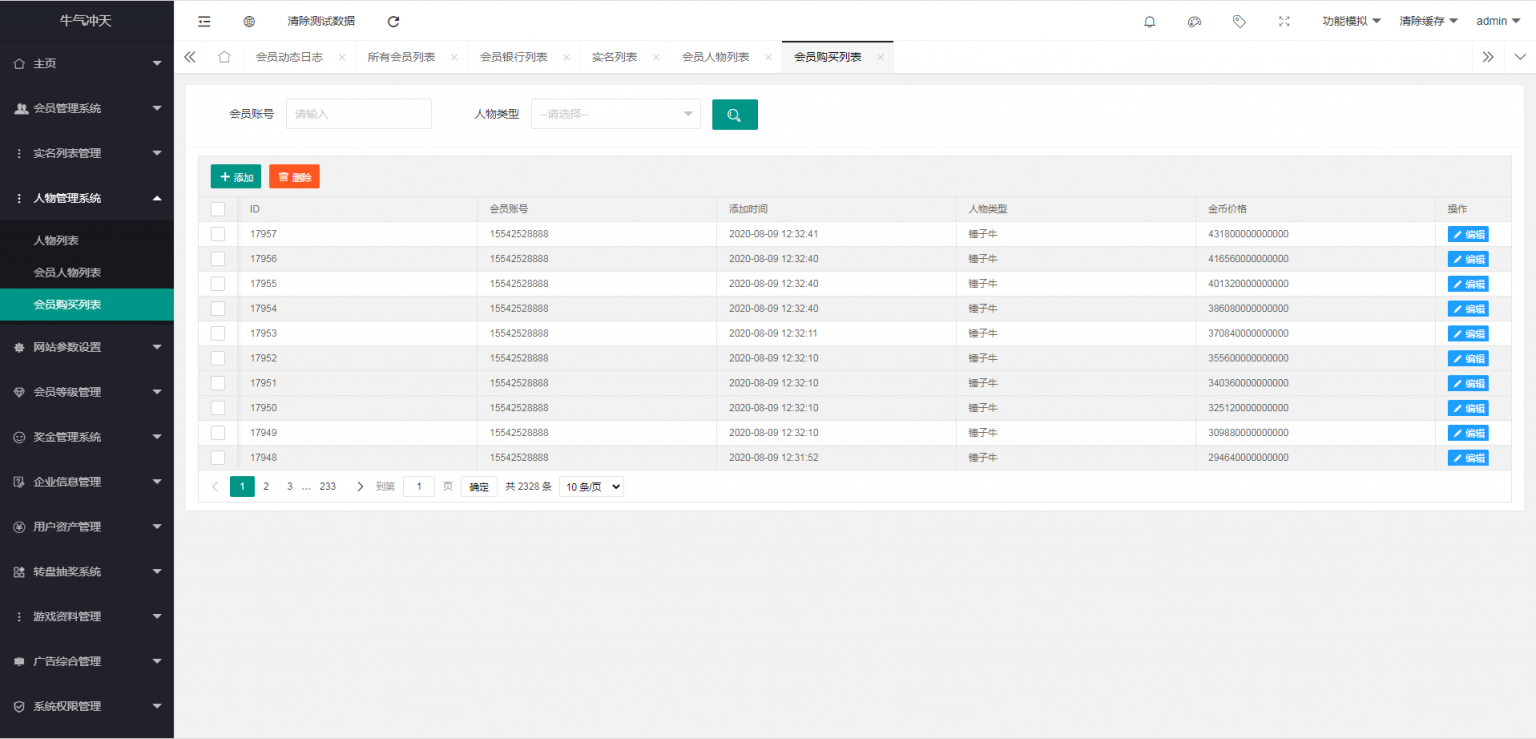 牛气冲天
清除测试数据
功能模拟
清除缓存
admin
会员动态日志
所有会员列表
会员银行列表
实名列表
会员人物列表
会员购买列表
主页
会员管理系统
实名列表管理
人物管理系统
人物列表
会员人物列表
会员购买列表
网站参数设置
会员等级管理
奖金管理系统
企业信息管理
用户资产管理
转盘抽奖系统
游戏资料管理
广告综合管理
系统权限管理
会员账号 请输入 人物类型 --请选择--
添加 删除
ID 会员账号 添加时间 人物类型 金币价格 操作
17957 15542528888 2020-08-09 12:32:41 锤子牛 431800000000000 编辑
17956 15542528888 2020-08-09 12:32:40 锤子牛 416560000000000 编辑
17955 15542528888 2020-08-09 12:32:40 锤子牛 401320000000000 编辑
17954 15542528888 2020-08-09 12:32:40 锤子牛 386080000000000 编辑
17953 15542528888 2020-08-09 12:32:11 锤子牛 370840000000000 编辑
17952 15542528888 2020-08-09 12:32:10 锤子牛 355600000000000 编辑
17951 15542528888 2020-08-09 12:32:10 锤子牛 340360000000000 编辑
17950 15542528888 2020-08-09 12:32:10 锤子牛 325120000000000 编辑
17949 15542528888 2020-08-09 12:32:10 锤子牛 309880000000000 编辑
17948 15542528888 2020-08-09 12:31:52 锤子牛 294640000000000 编辑
1 2 3 … 233 到第 1 页 确定 共 2328 条 10 条/页